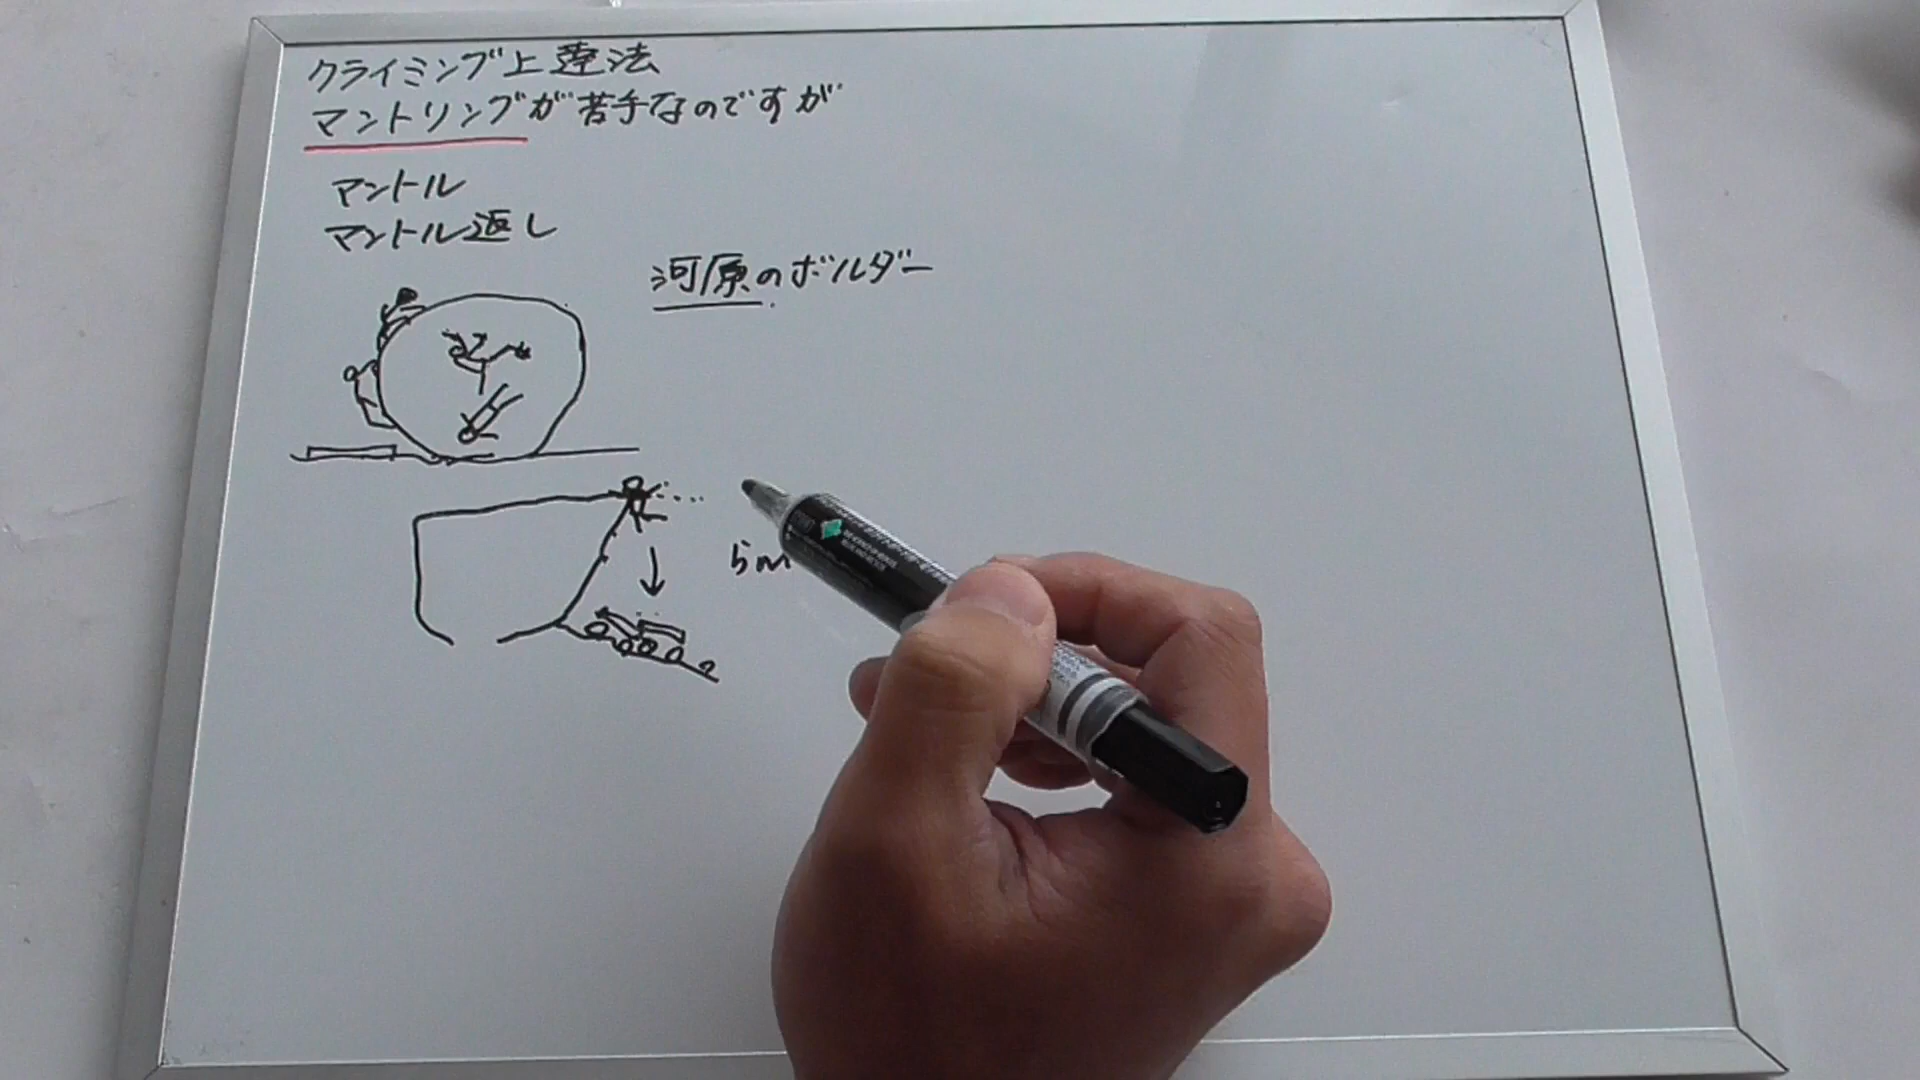 クライミング上達法
マントリングが苦手なのですが
マントル
マントル返し
河原のボルダー
5m